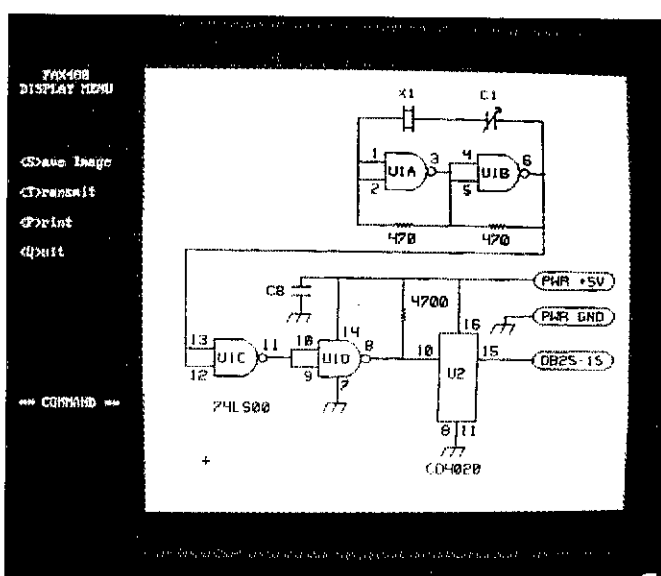 FAX480
DISPLAY MENU
<S>ave Image
<T>ransmit
<P>rint
<Q>uit
** COMMAND **
X1
C1
1
2
U1A
3
4
5
U1B
6
470
470
C8
4700
PWR +5V
PWR GND
DB25-15
13
12
U1C
11
10
9
U1D
14
8
7
74LS00
10
16
15
U2
8
11
CD4020